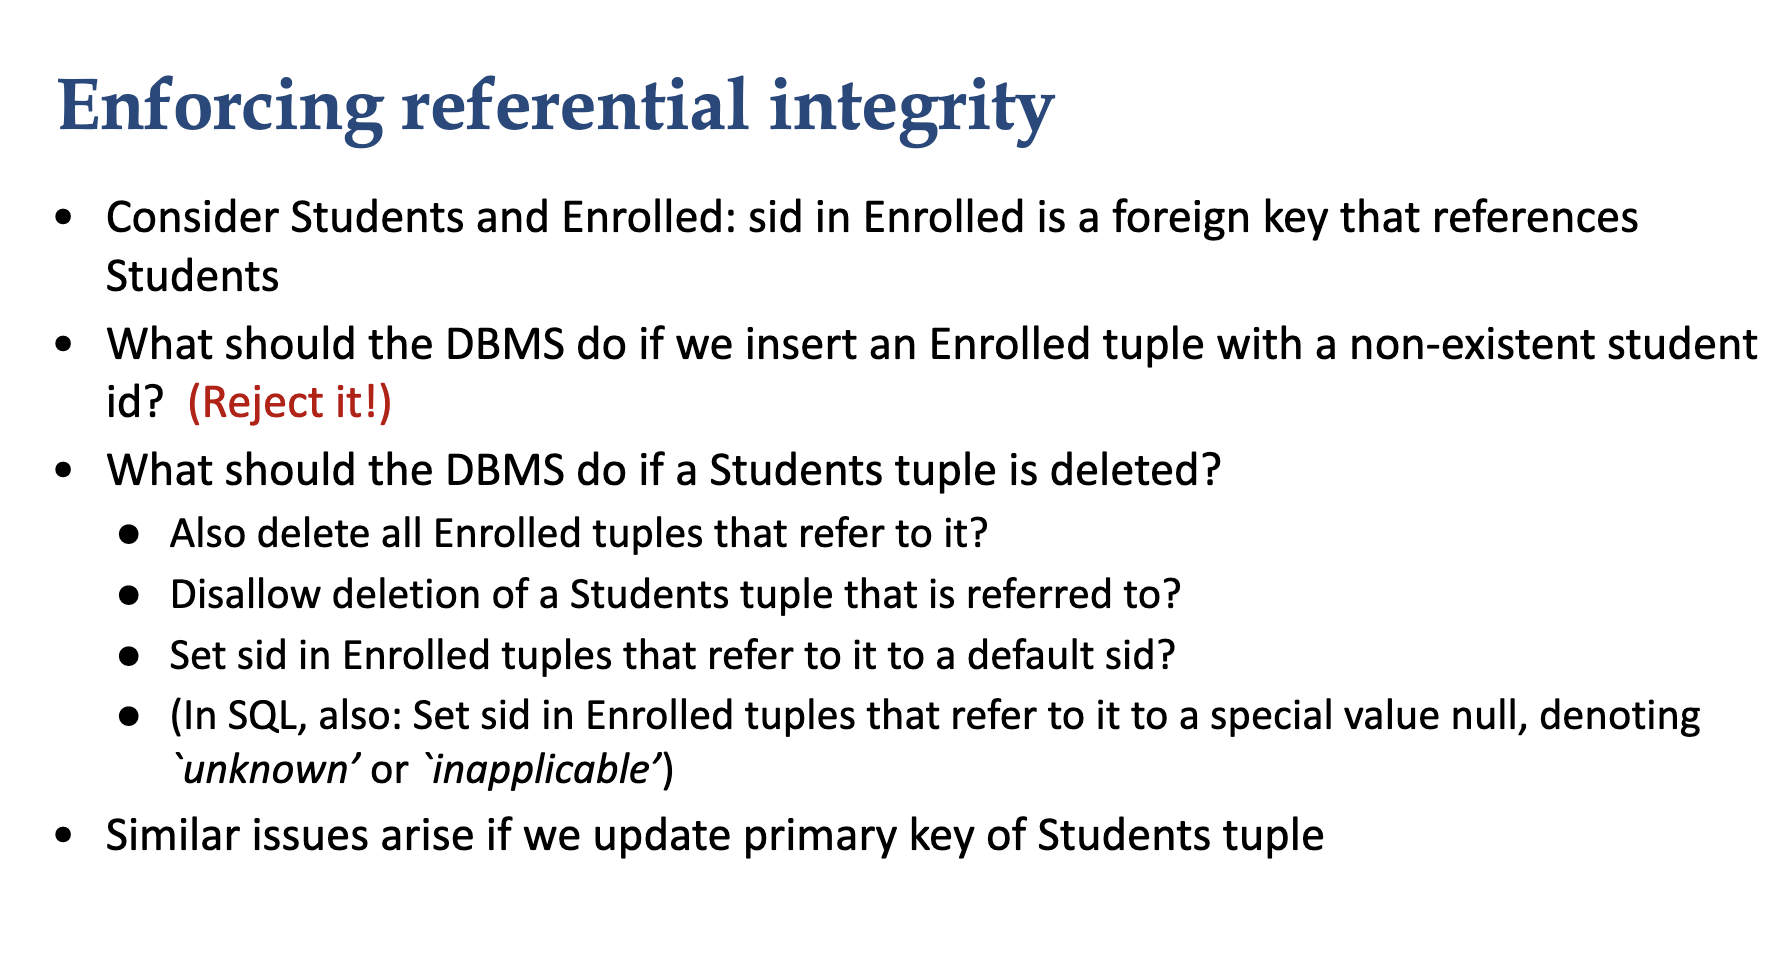 Enforcing referential integrity
• Consider Students and Enrolled: sid in Enrolled is a foreign key that references
Students
• What should the DBMS do if we insert an Enrolled tuple with a non-existent student
id? (Reject it!)
• What should the DBMS do if a Students tuple is deleted?
● Also delete all Enrolled tuples that refer to it?
● Disallow deletion of a Students tuple that is referred to?
● Set sid in Enrolled tuples that refer to it to a default sid?
● (In SQL, also: Set sid in Enrolled tuples that refer to it to a special value null, denoting
`unknown’ or `inapplicable’)
• Similar issues arise if we update primary key of Students tuple